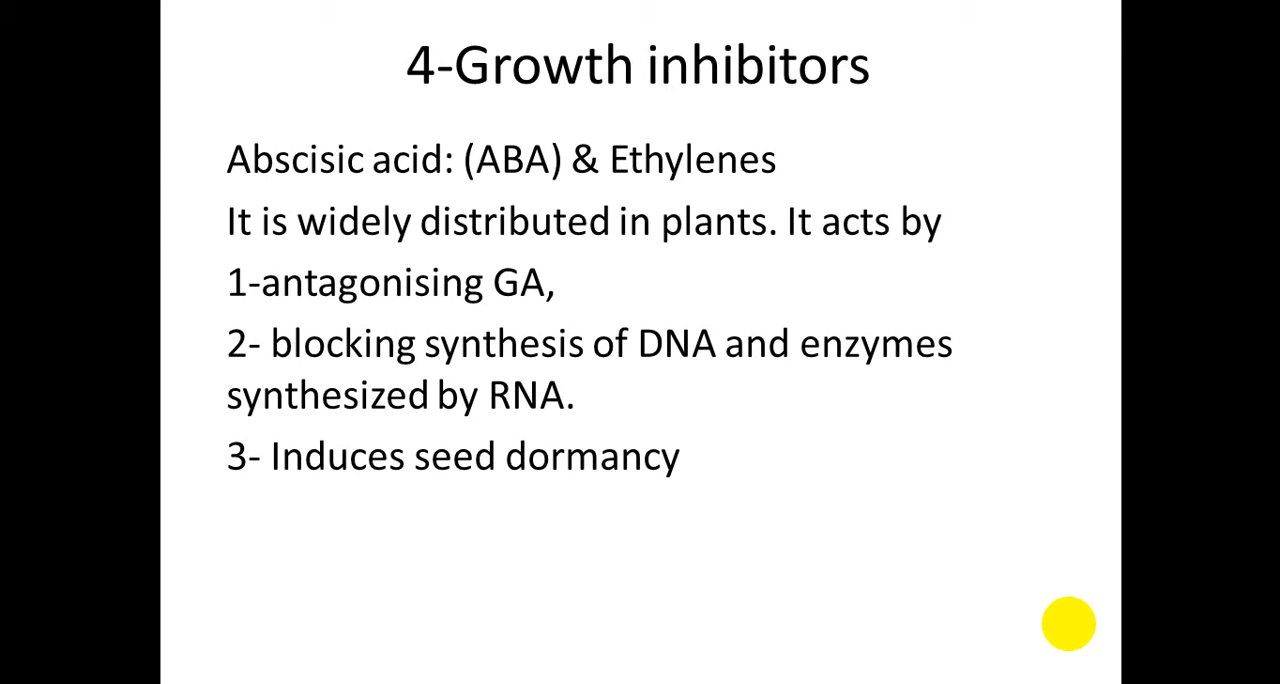 4-Growth inhibitors
Abscisic acid: (ABA) & Ethylenes
It is widely distributed in plants. It acts by
1-antagonising GA,
2- blocking synthesis of DNA and enzymes
synthesized by RNA.
3- Induces seed dormancy